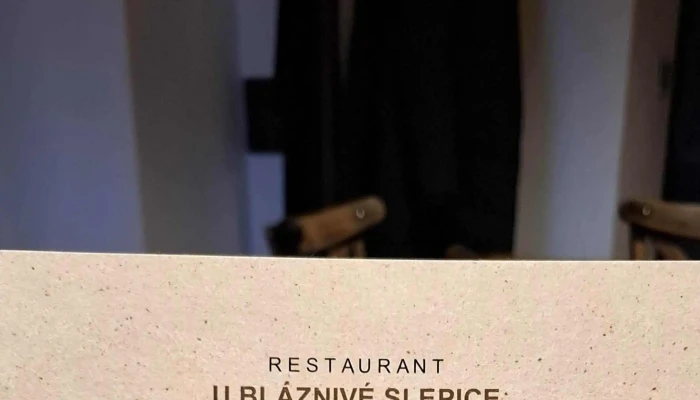 RESTAURANT
U BLÁZNIVÉ SLEPICE